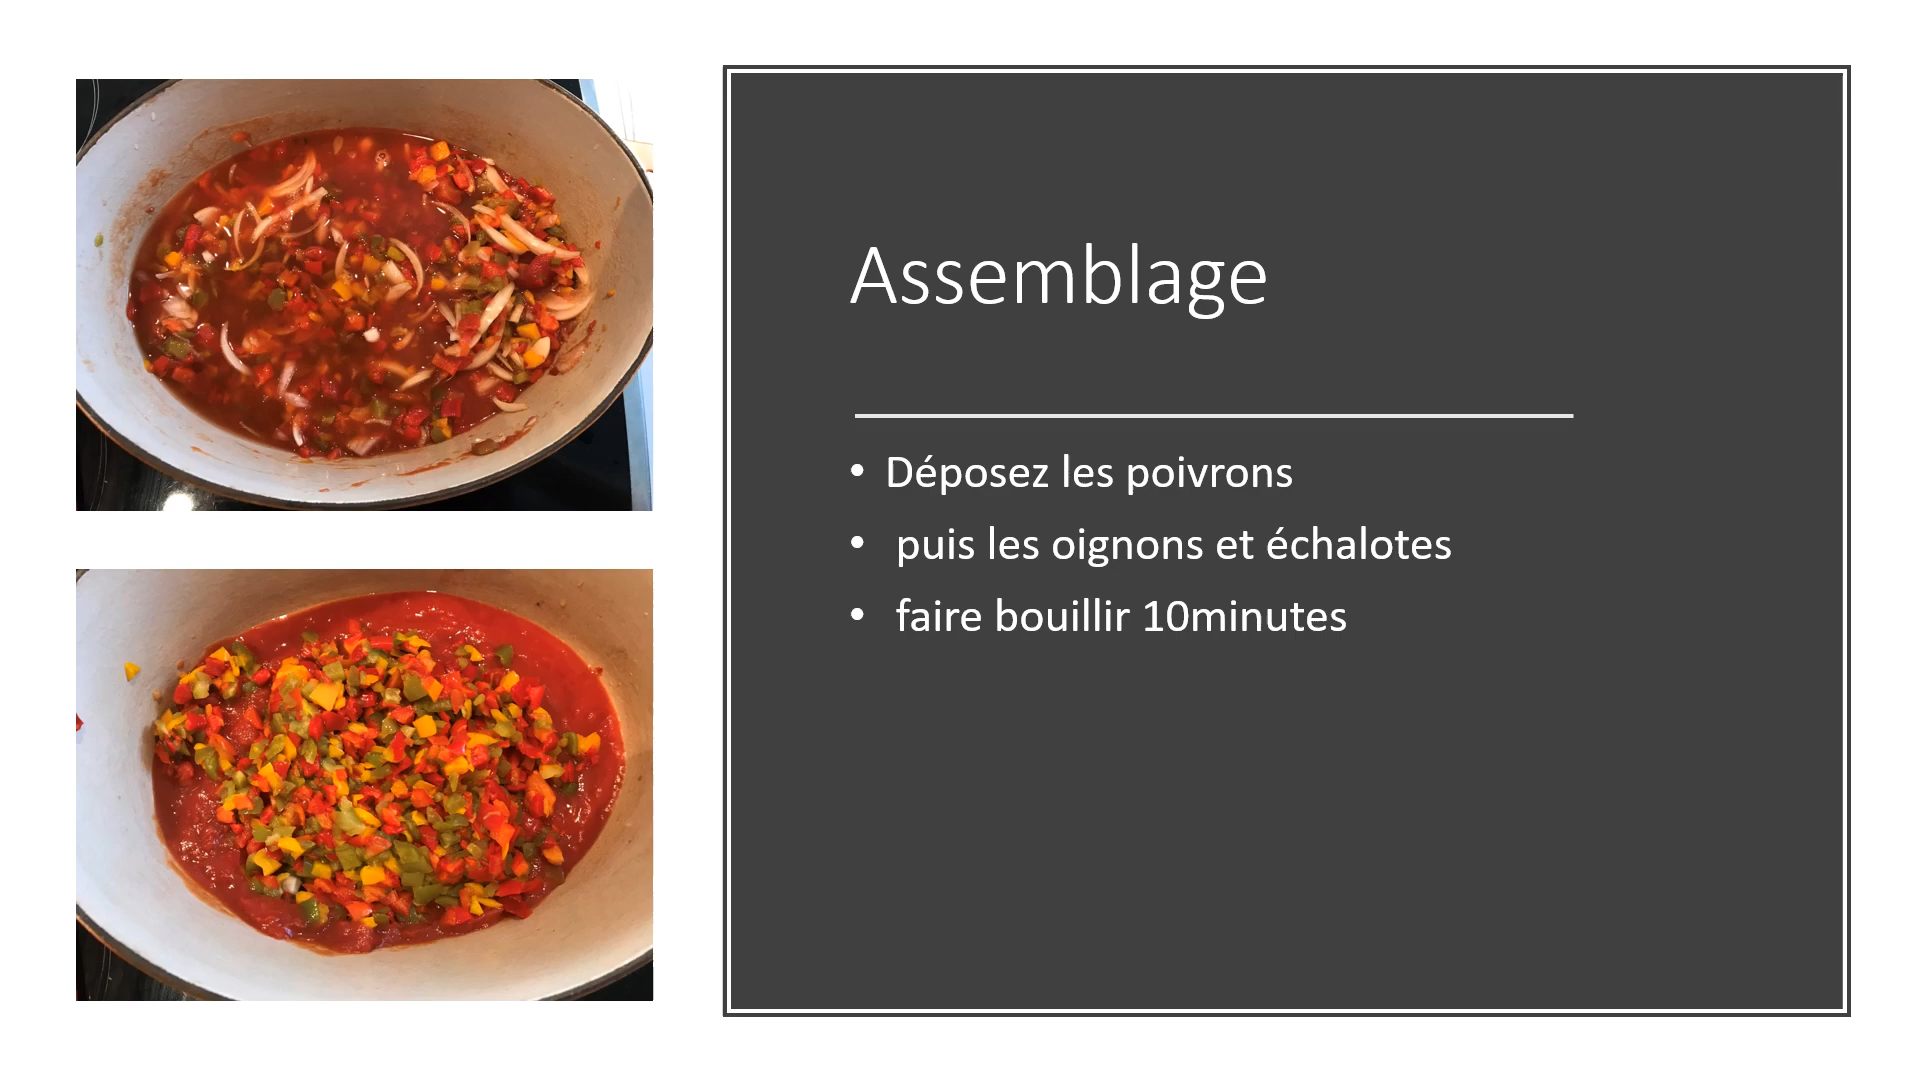 Assemblage
• Déposez les poivrons
• puis les oignons et échalotes
• faire bouillir 10minutes